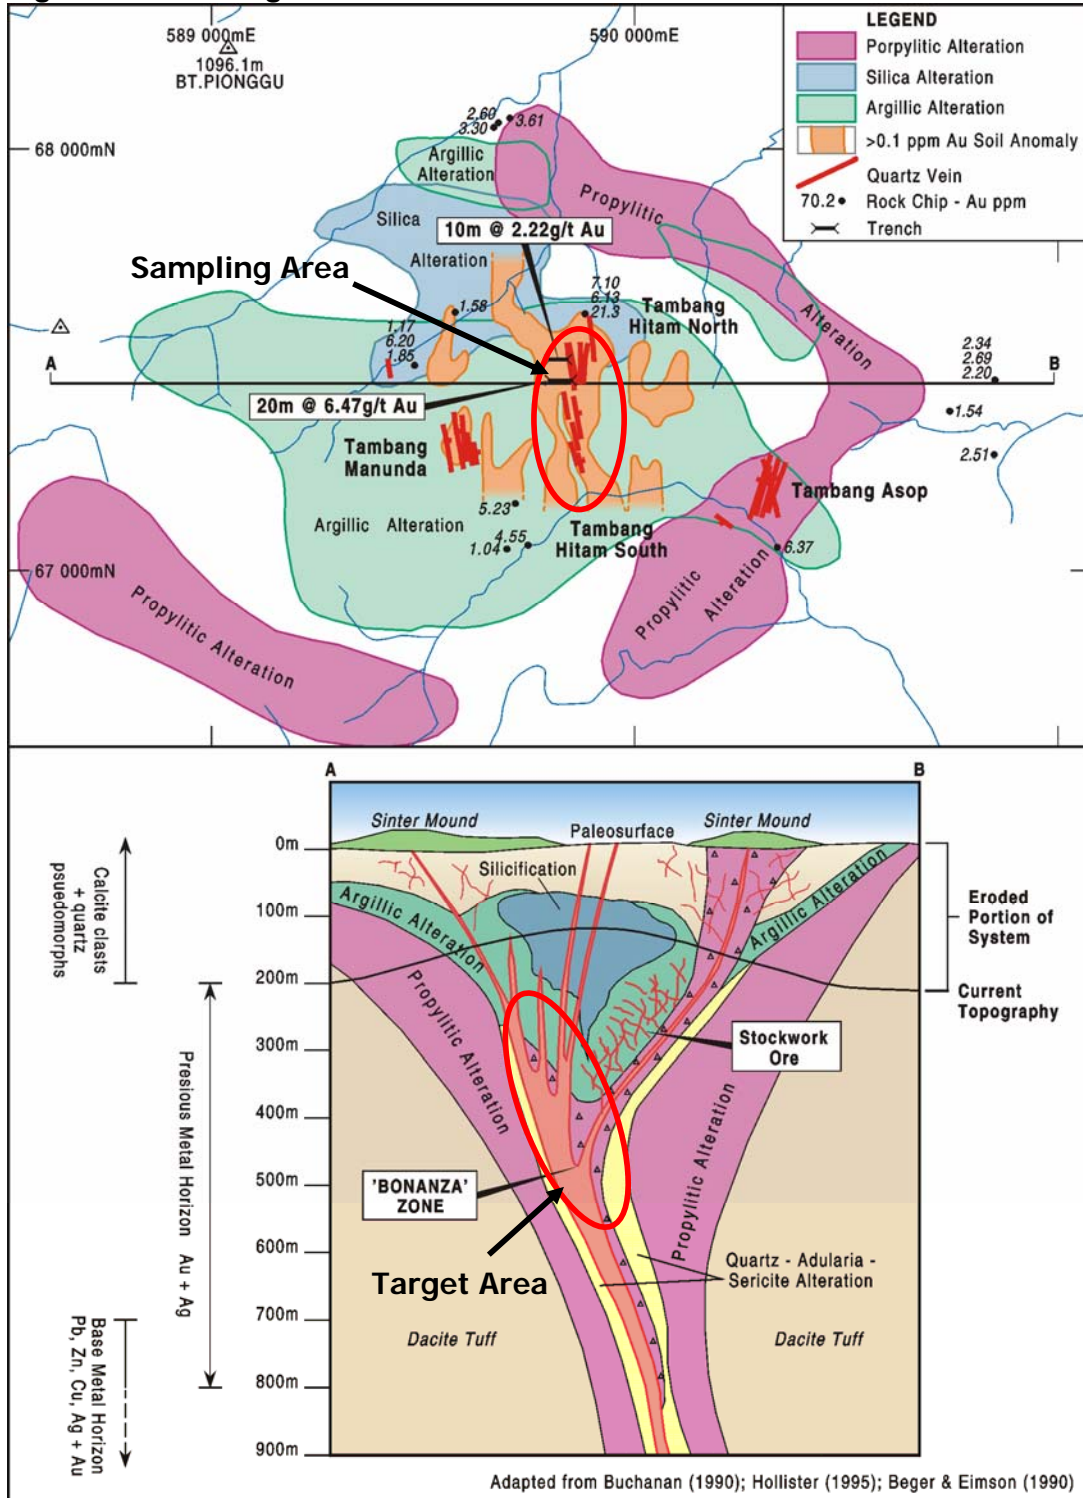 589 000mE
590 000mE
1096.1m
BT.PIONGGU
LEGEND
Porpylitic Alteration
Silica Alteration
Argillic Alteration
>0.1 ppm Au Soil Anomaly
Quartz Vein
70.2 • Rock Chip - Au ppm
Trench
68 000mN
2.60
3.30
3.61
Argillic
Alteration
Propylitic
Alteration
Silica
Alteration
10m @ 2.22g/t Au
Sampling Area
7.10
6.13
21.3
Tambang
Hitam North
1.58
1.17
6.20
1.85
A
B
2.34
2.69
2.20
1.54
2.51
20m @ 6.47g/t Au
Tambang
Manunda
Tambang Asop
5.23
Argillic Alteration
4.55
1.04
Tambang
Hitam South
6.37
67 000mN
Propylitic Alteration
Propylitic
Alteration
A
B
Sinter Mound
Paleosurface
Sinter Mound
0m
100m
200m
300m
400m
500m
600m
700m
800m
900m
Calcite clasts
+ quartz
psuedomorphs
Presious Metal Horizon Au + Ag
Base Metal Horizon
Pb, Zn, Cu, Ag + Au
Silicification
Argillic Alteration
Argillic Alteration
Propylitic Alteration
Propylitic Alteration
Eroded
Portion of
System
Current
Topography
Stockwork
Ore
'BONANZA'
ZONE
Target Area
Quartz - Adularia -
Sericite Alteration
Dacite Tuff
Dacite Tuff
Adapted from Buchanan (1990); Hollister (1995); Beger & Eimson (1990)